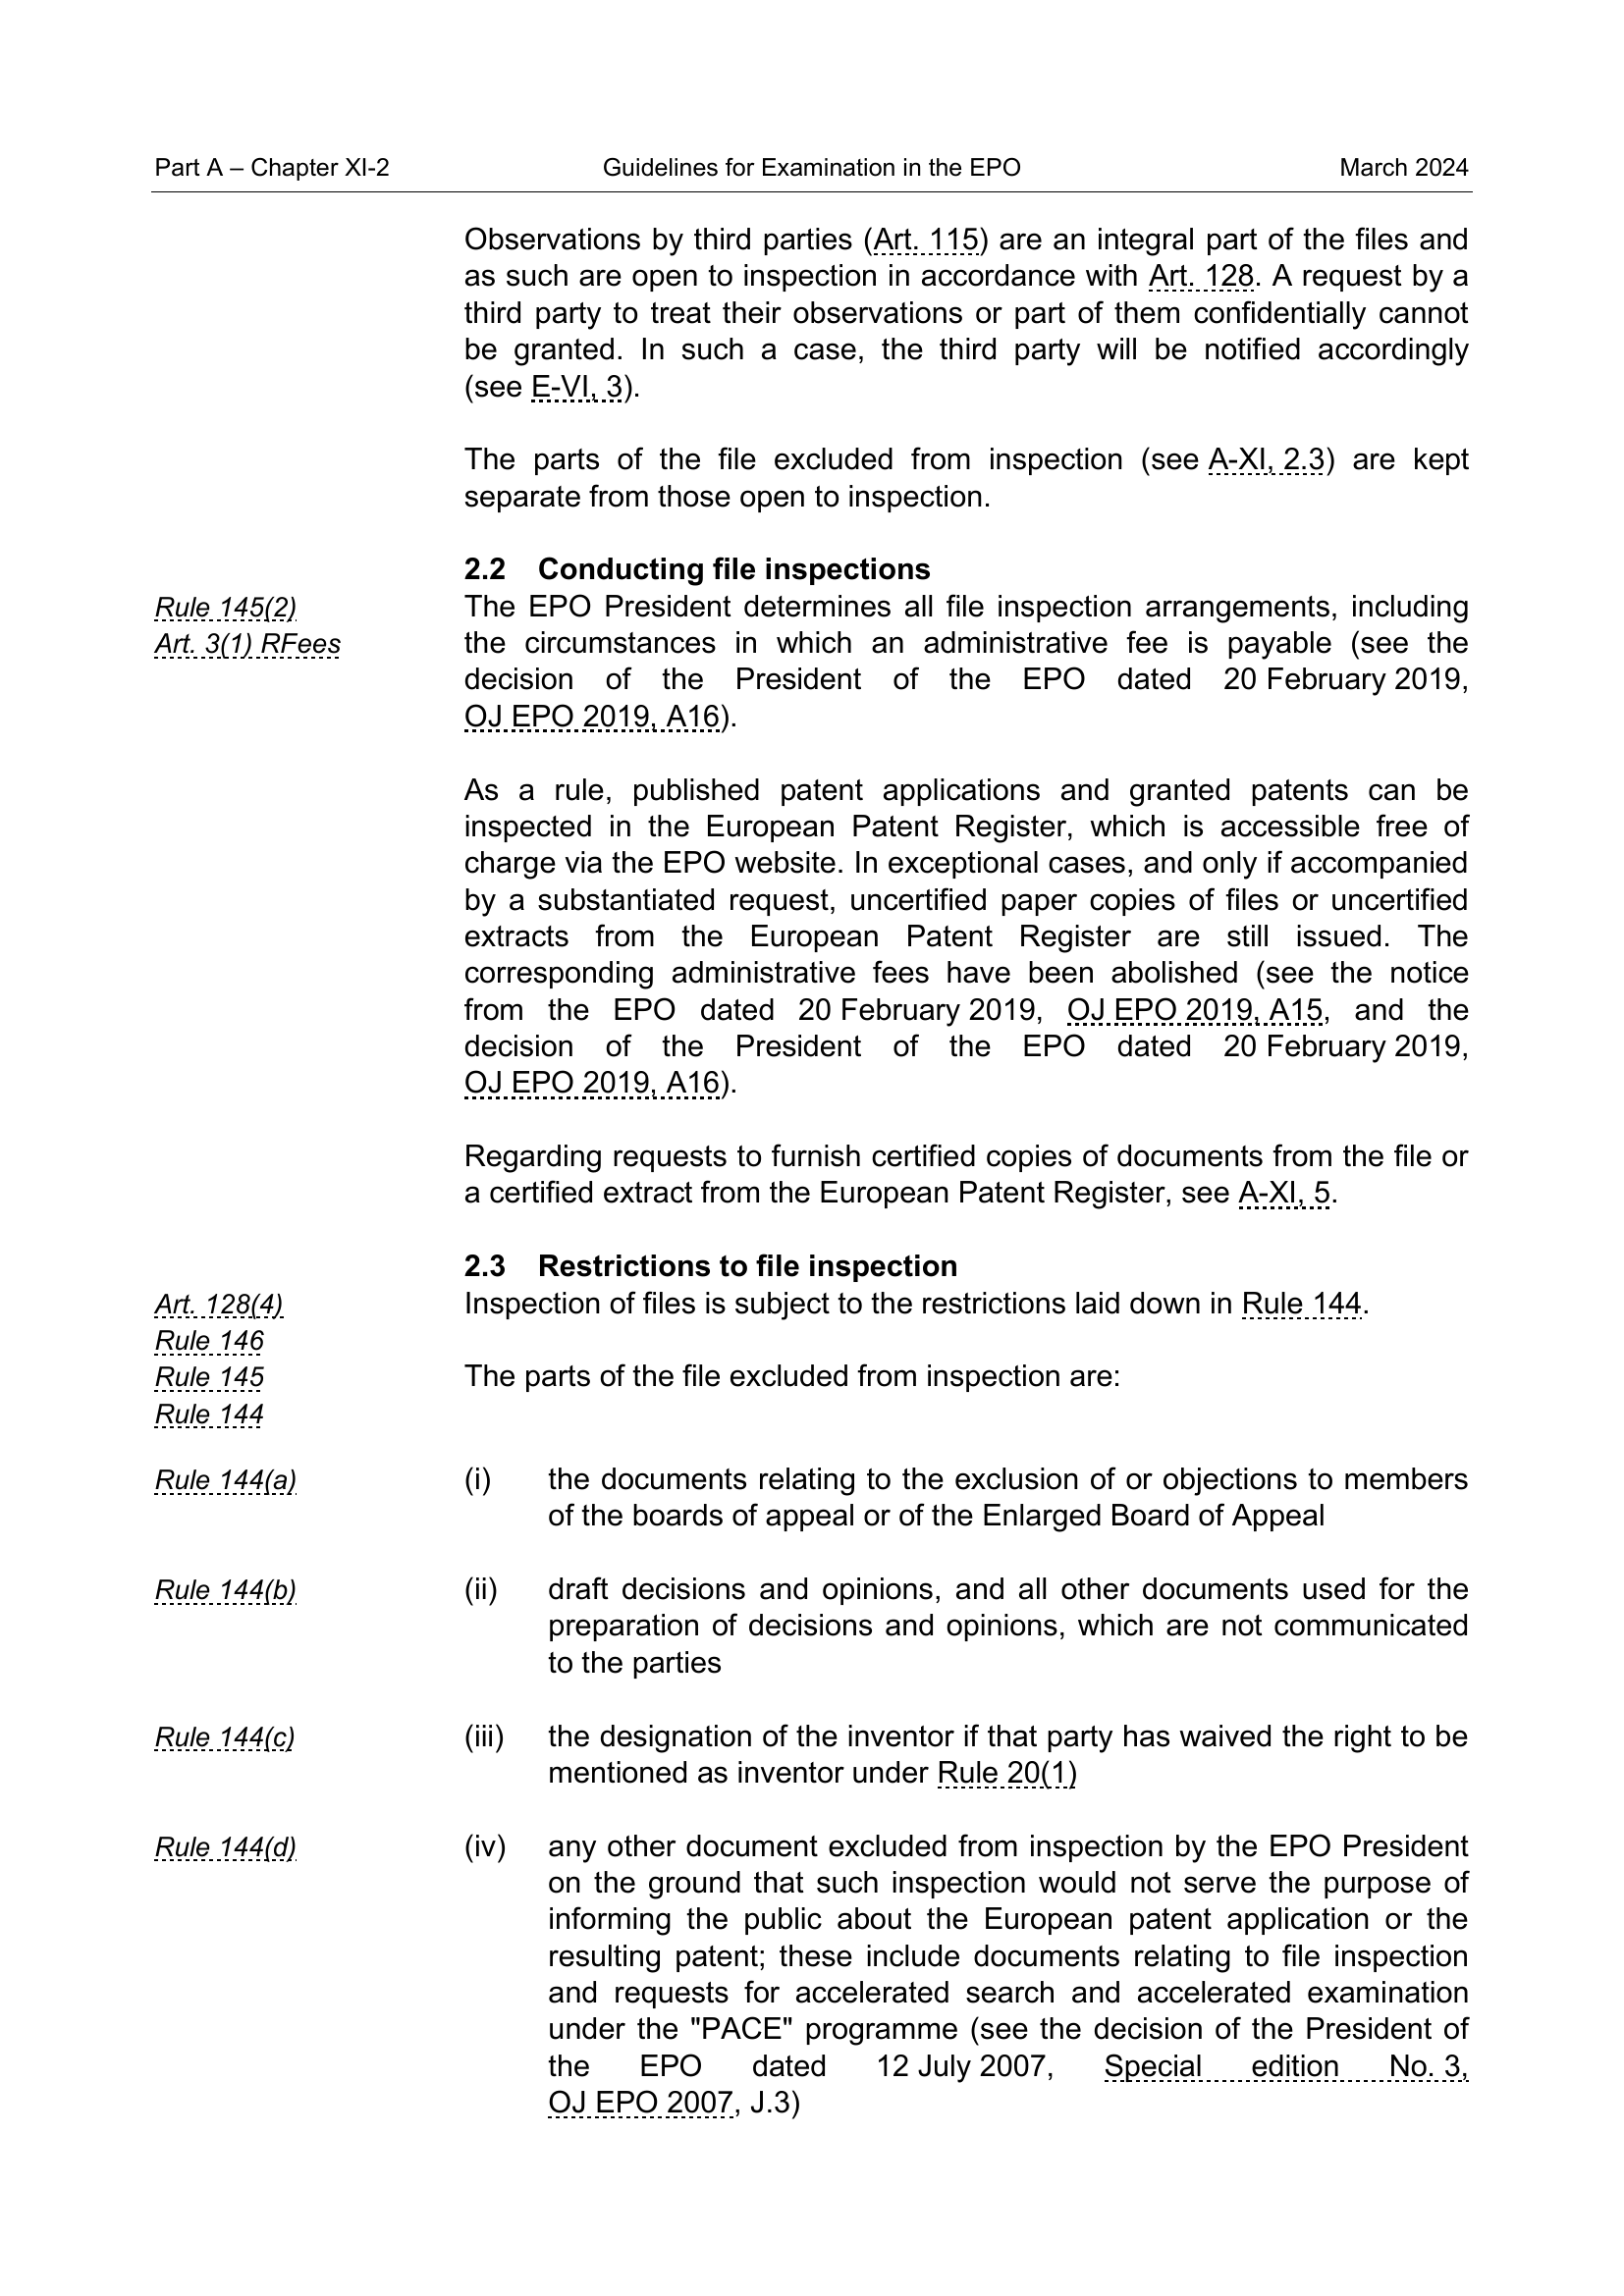 Part A – Chapter XI-2 Guidelines for Examination in the EPO March 2024
Observations by third parties (Art. 115) are an integral part of the files and
as such are open to inspection in accordance with Art. 128. A request by a
third party to treat their observations or part of them confidentially cannot
be granted. In such a case, the third party will be notified accordingly
(see E-VI, 3).
The parts of the file excluded from inspection (see A-XI, 2.3) are kept
separate from those open to inspection.
2.2 Conducting file inspections
Rule 145(2) The EPO President determines all file inspection arrangements, including
Art. 3(1) RFees the circumstances in which an administrative fee is payable (see the
decision of the President of the EPO dated 20 February 2019,
OJ EPO 2019, A16).
As a rule, published patent applications and granted patents can be
inspected in the European Patent Register, which is accessible free of
charge via the EPO website. In exceptional cases, and only if accompanied
by a substantiated request, uncertified paper copies of files or uncertified
extracts from the European Patent Register are still issued. The
corresponding administrative fees have been abolished (see the notice
from the EPO dated 20 February 2019, OJ EPO 2019, A15, and the
decision of the President of the EPO dated 20 February 2019,
OJ EPO 2019, A16).
Regarding requests to furnish certified copies of documents from the file or
a certified extract from the European Patent Register, see A-XI, 5.
2.3 Restrictions to file inspection
Art. 128(4) Inspection of files is subject to the restrictions laid down in Rule 144.
Rule 146
Rule 145 The parts of the file excluded from inspection are:
Rule 144
Rule 144(a) (i) the documents relating to the exclusion of or objections to members
of the boards of appeal or of the Enlarged Board of Appeal
Rule 144(b) (ii) draft decisions and opinions, and all other documents used for the
preparation of decisions and opinions, which are not communicated
to the parties
Rule 144(c) (iii) the designation of the inventor if that party has waived the right to be
mentioned as inventor under Rule 20(1)
Rule 144(d) (iv) any other document excluded from inspection by the EPO President
on the ground that such inspection would not serve the purpose of
informing the public about the European patent application or the
resulting patent; these include documents relating to file inspection
and requests for accelerated search and accelerated examination
under the "PACE" programme (see the decision of the President of
the EPO dated 12 July 2007, Special edition No. 3,
OJ EPO 2007, J.3)